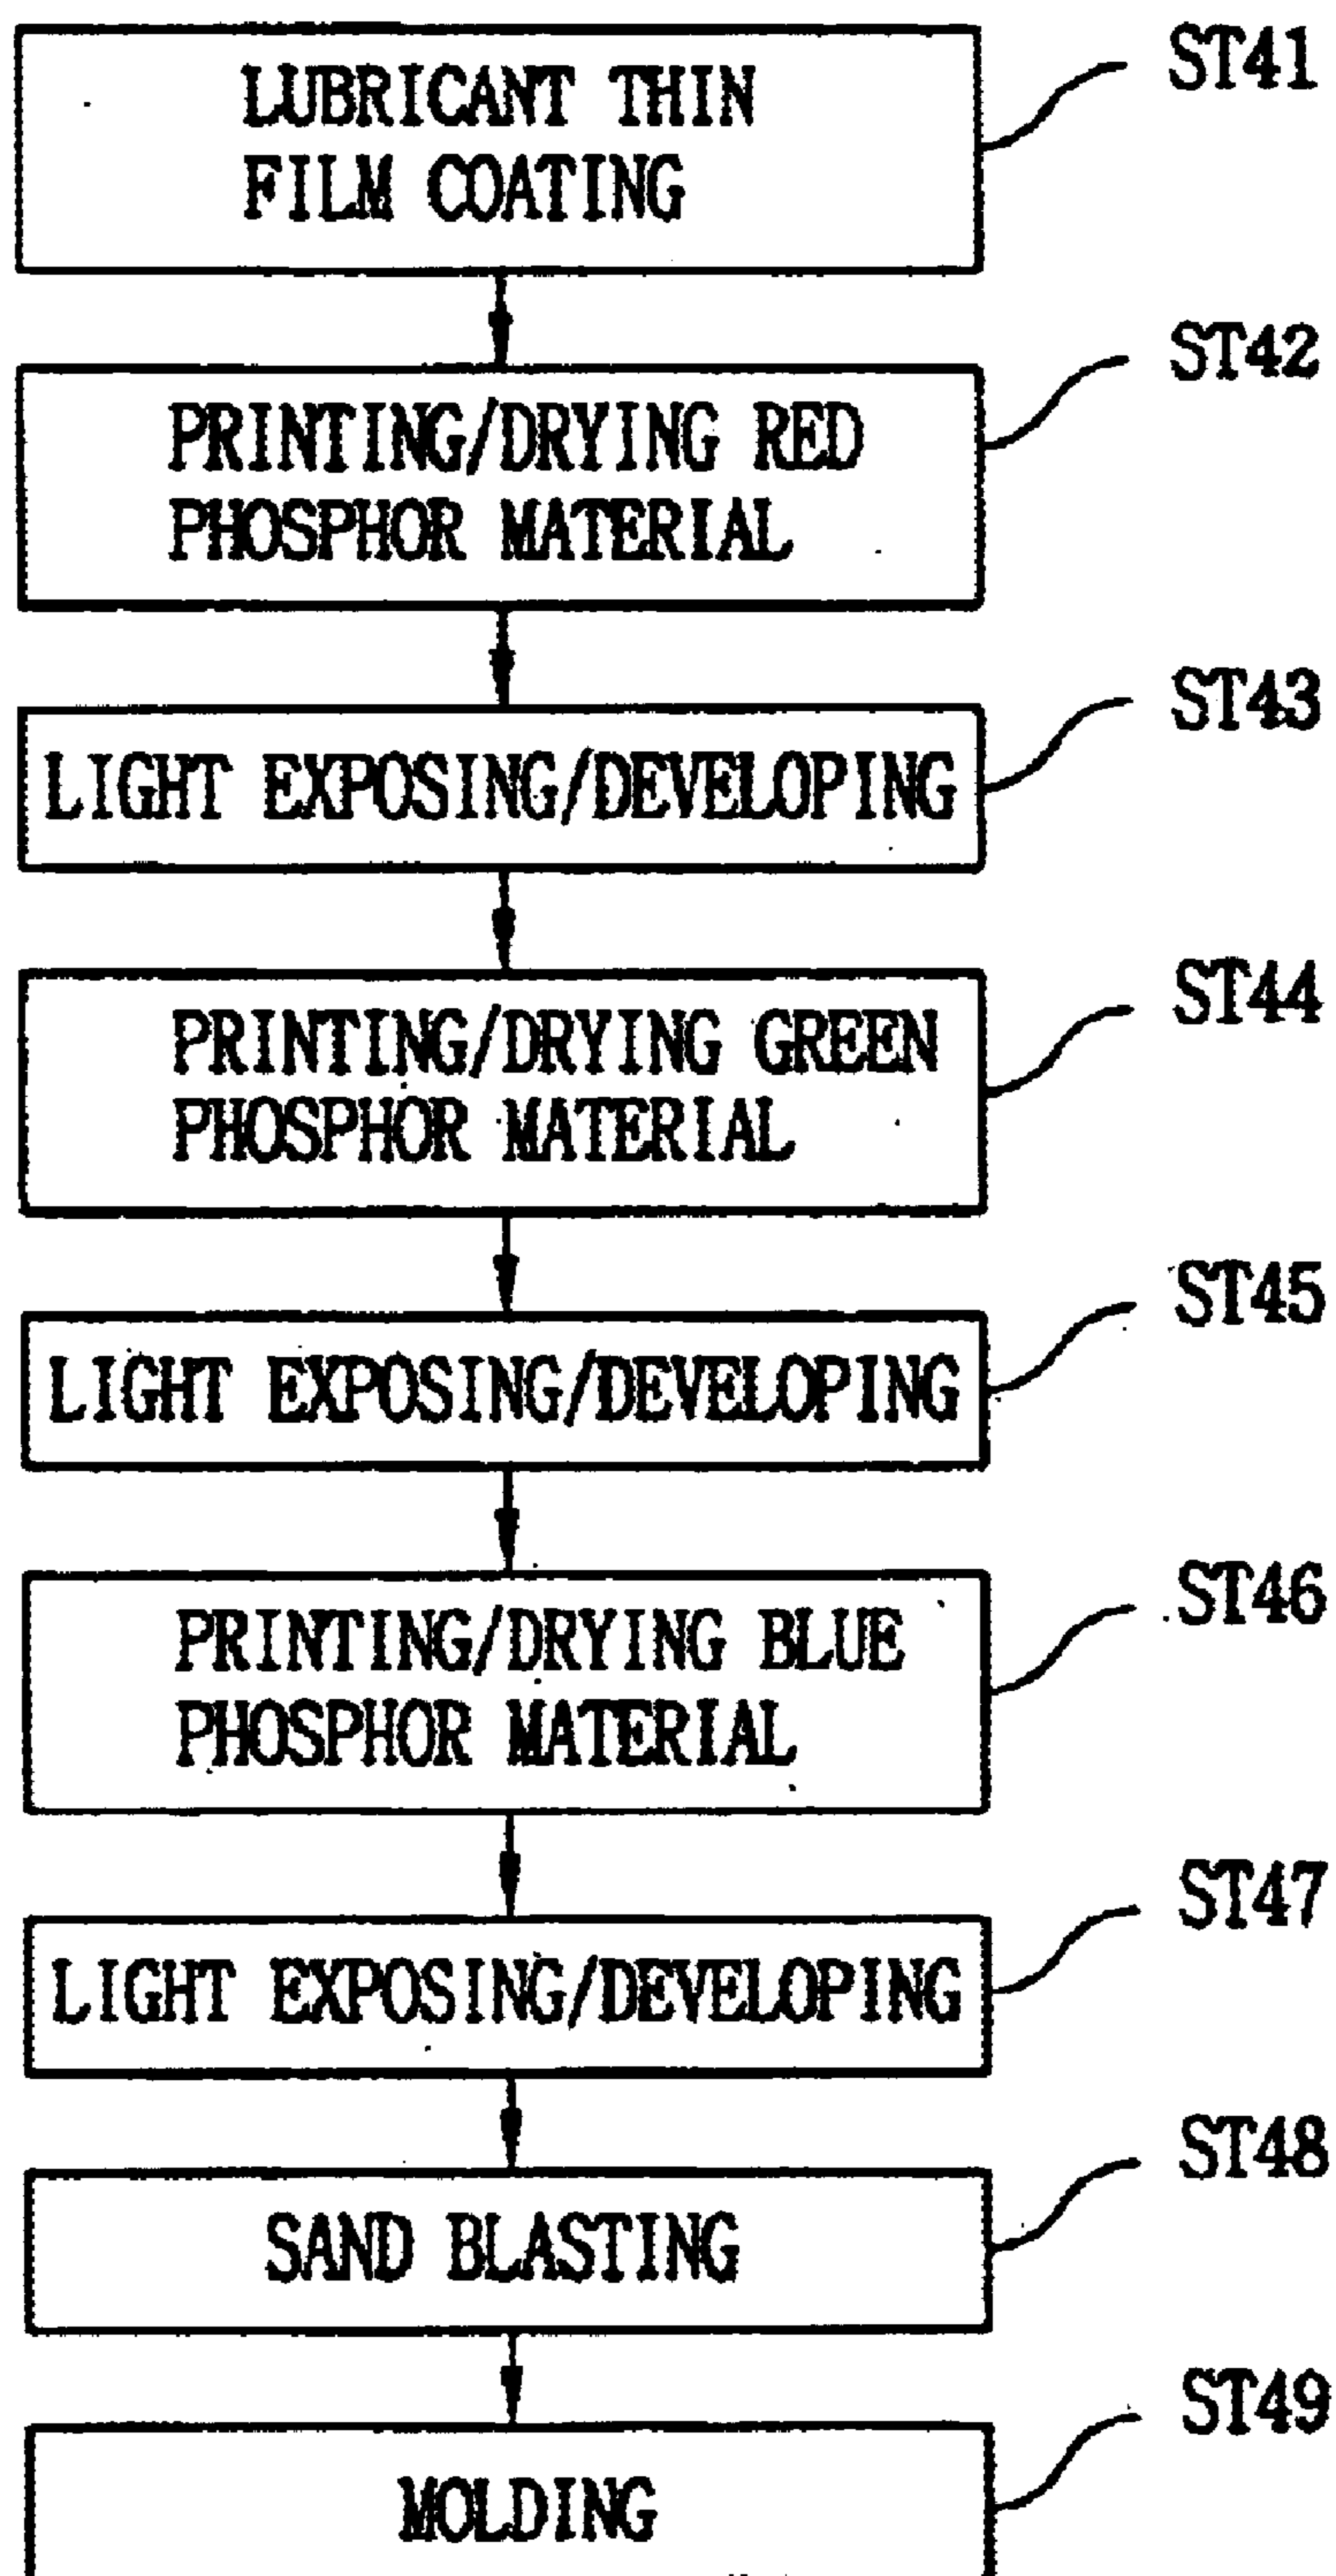 LUBRICANT THIN
FILM COATING
ST41
PRINTING/DRYING RED
PHOSPHOR MATERIAL
ST42
LIGHT EXPOSING/DEVELOPING
ST43
PRINTING/DRYING GREEN
PHOSPHOR MATERIAL
ST44
LIGHT EXPOSING/DEVELOPING
ST45
PRINTING/DRYING BLUE
PHOSPHOR MATERIAL
ST46
LIGHT EXPOSING/DEVELOPING
ST47
SAND BLASTING
ST48
MOLDING
ST49